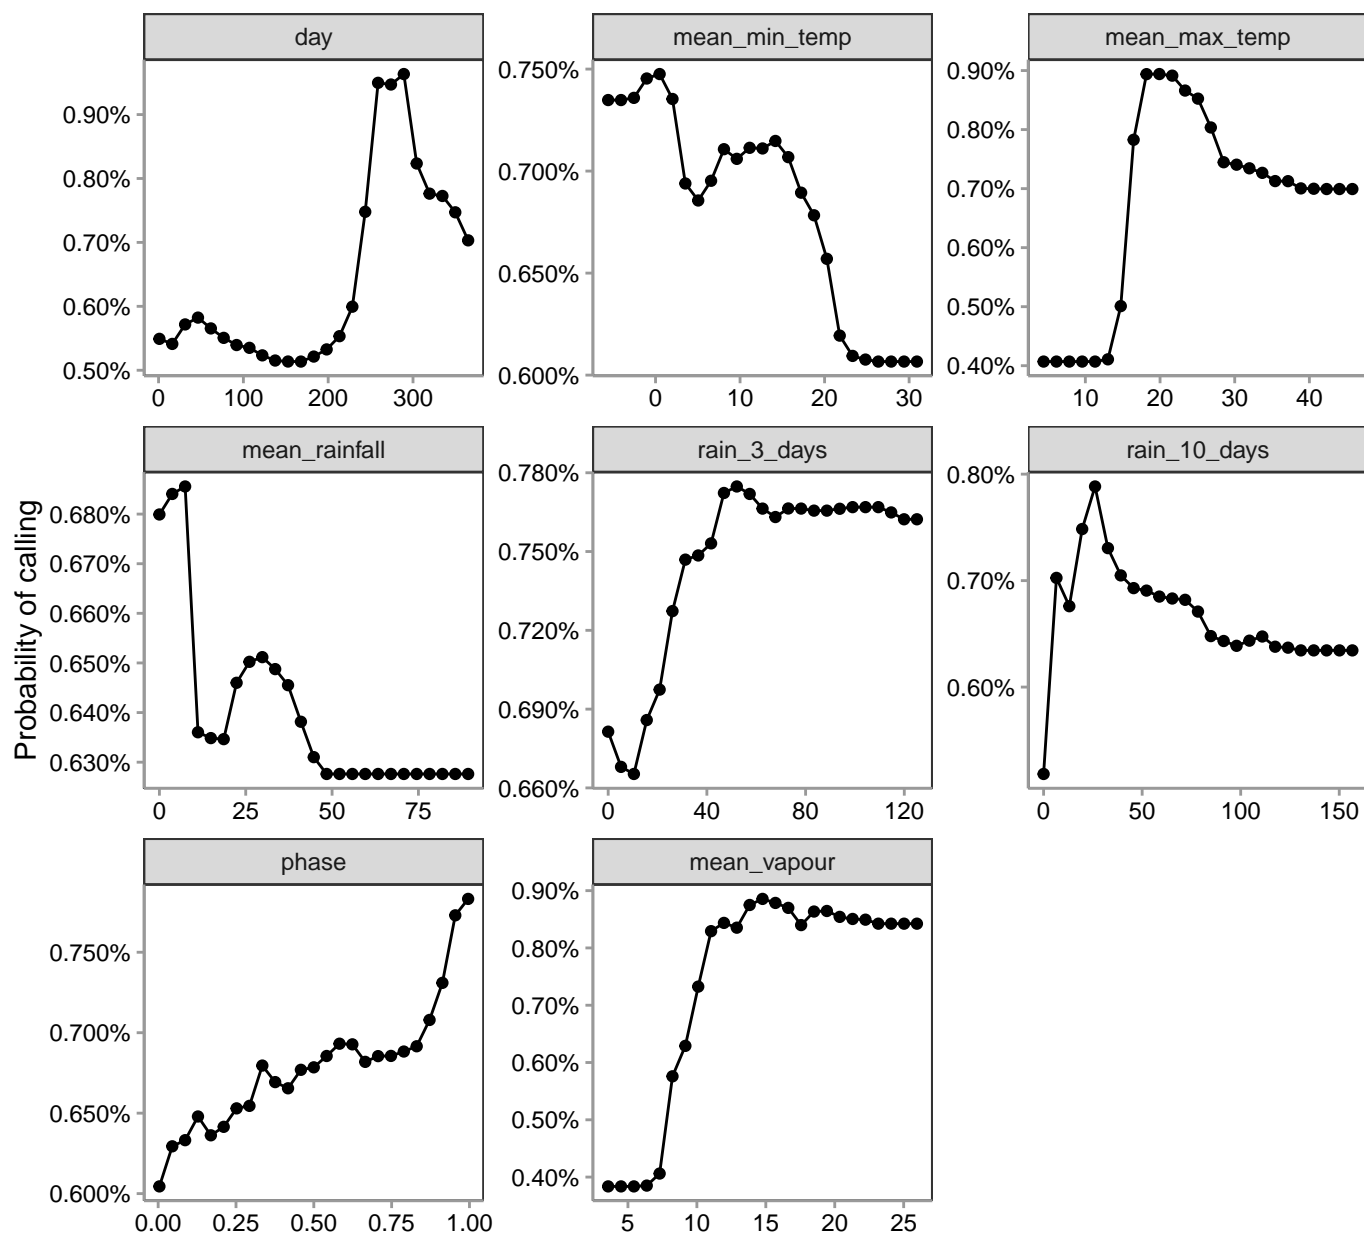 day
0.90%
0.80%
0.70%
0.60%
0.50%
0 100 200 300
mean_min_temp
0.750%
0.700%
0.650%
0.600%
0 10 20 30
mean_max_temp
0.90%
0.80%
0.70%
0.60%
0.50%
0.40%
10 20 30 40
Probability of calling
mean_rainfall
0.680%
0.670%
0.660%
0.650%
0.640%
0.630%
0 25 50 75
rain_3_days
0.780%
0.750%
0.720%
0.690%
0.660%
0 40 80 120
rain_10_days
0.80%
0.70%
0.60%
0 50 100 150
phase
0.750%
0.700%
0.650%
0.600%
0.00 0.25 0.50 0.75 1.00
mean_vapour
0.90%
0.80%
0.70%
0.60%
0.50%
0.40%
5 10 15 20 25